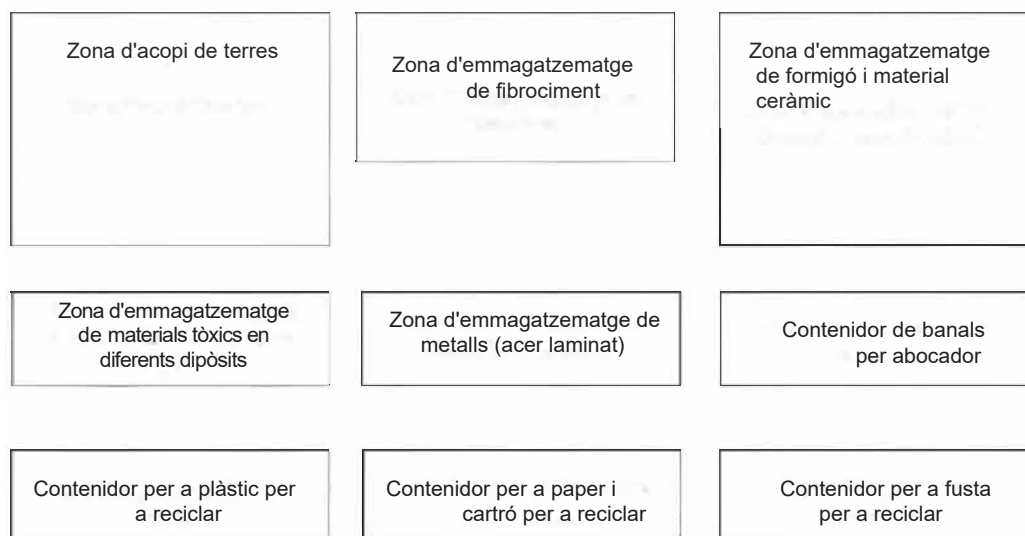 Zona d'acopi de terres
Zona d'emmagatzematge
de fibrociment
Zona d'emmagatzematge
de formigó i material
ceràmic
Zona d'emmagatzematge
de materials tòxics en
diferents dipòsits
Zona d'emmagatzematge de
metalls (acer laminat)
Contenidor de banals
per abocador
Contenidor per a plàstic per
a reciclar
Contenidor per a paper i
cartró per a reciclar
Contenidor per a fusta
per a reciclar